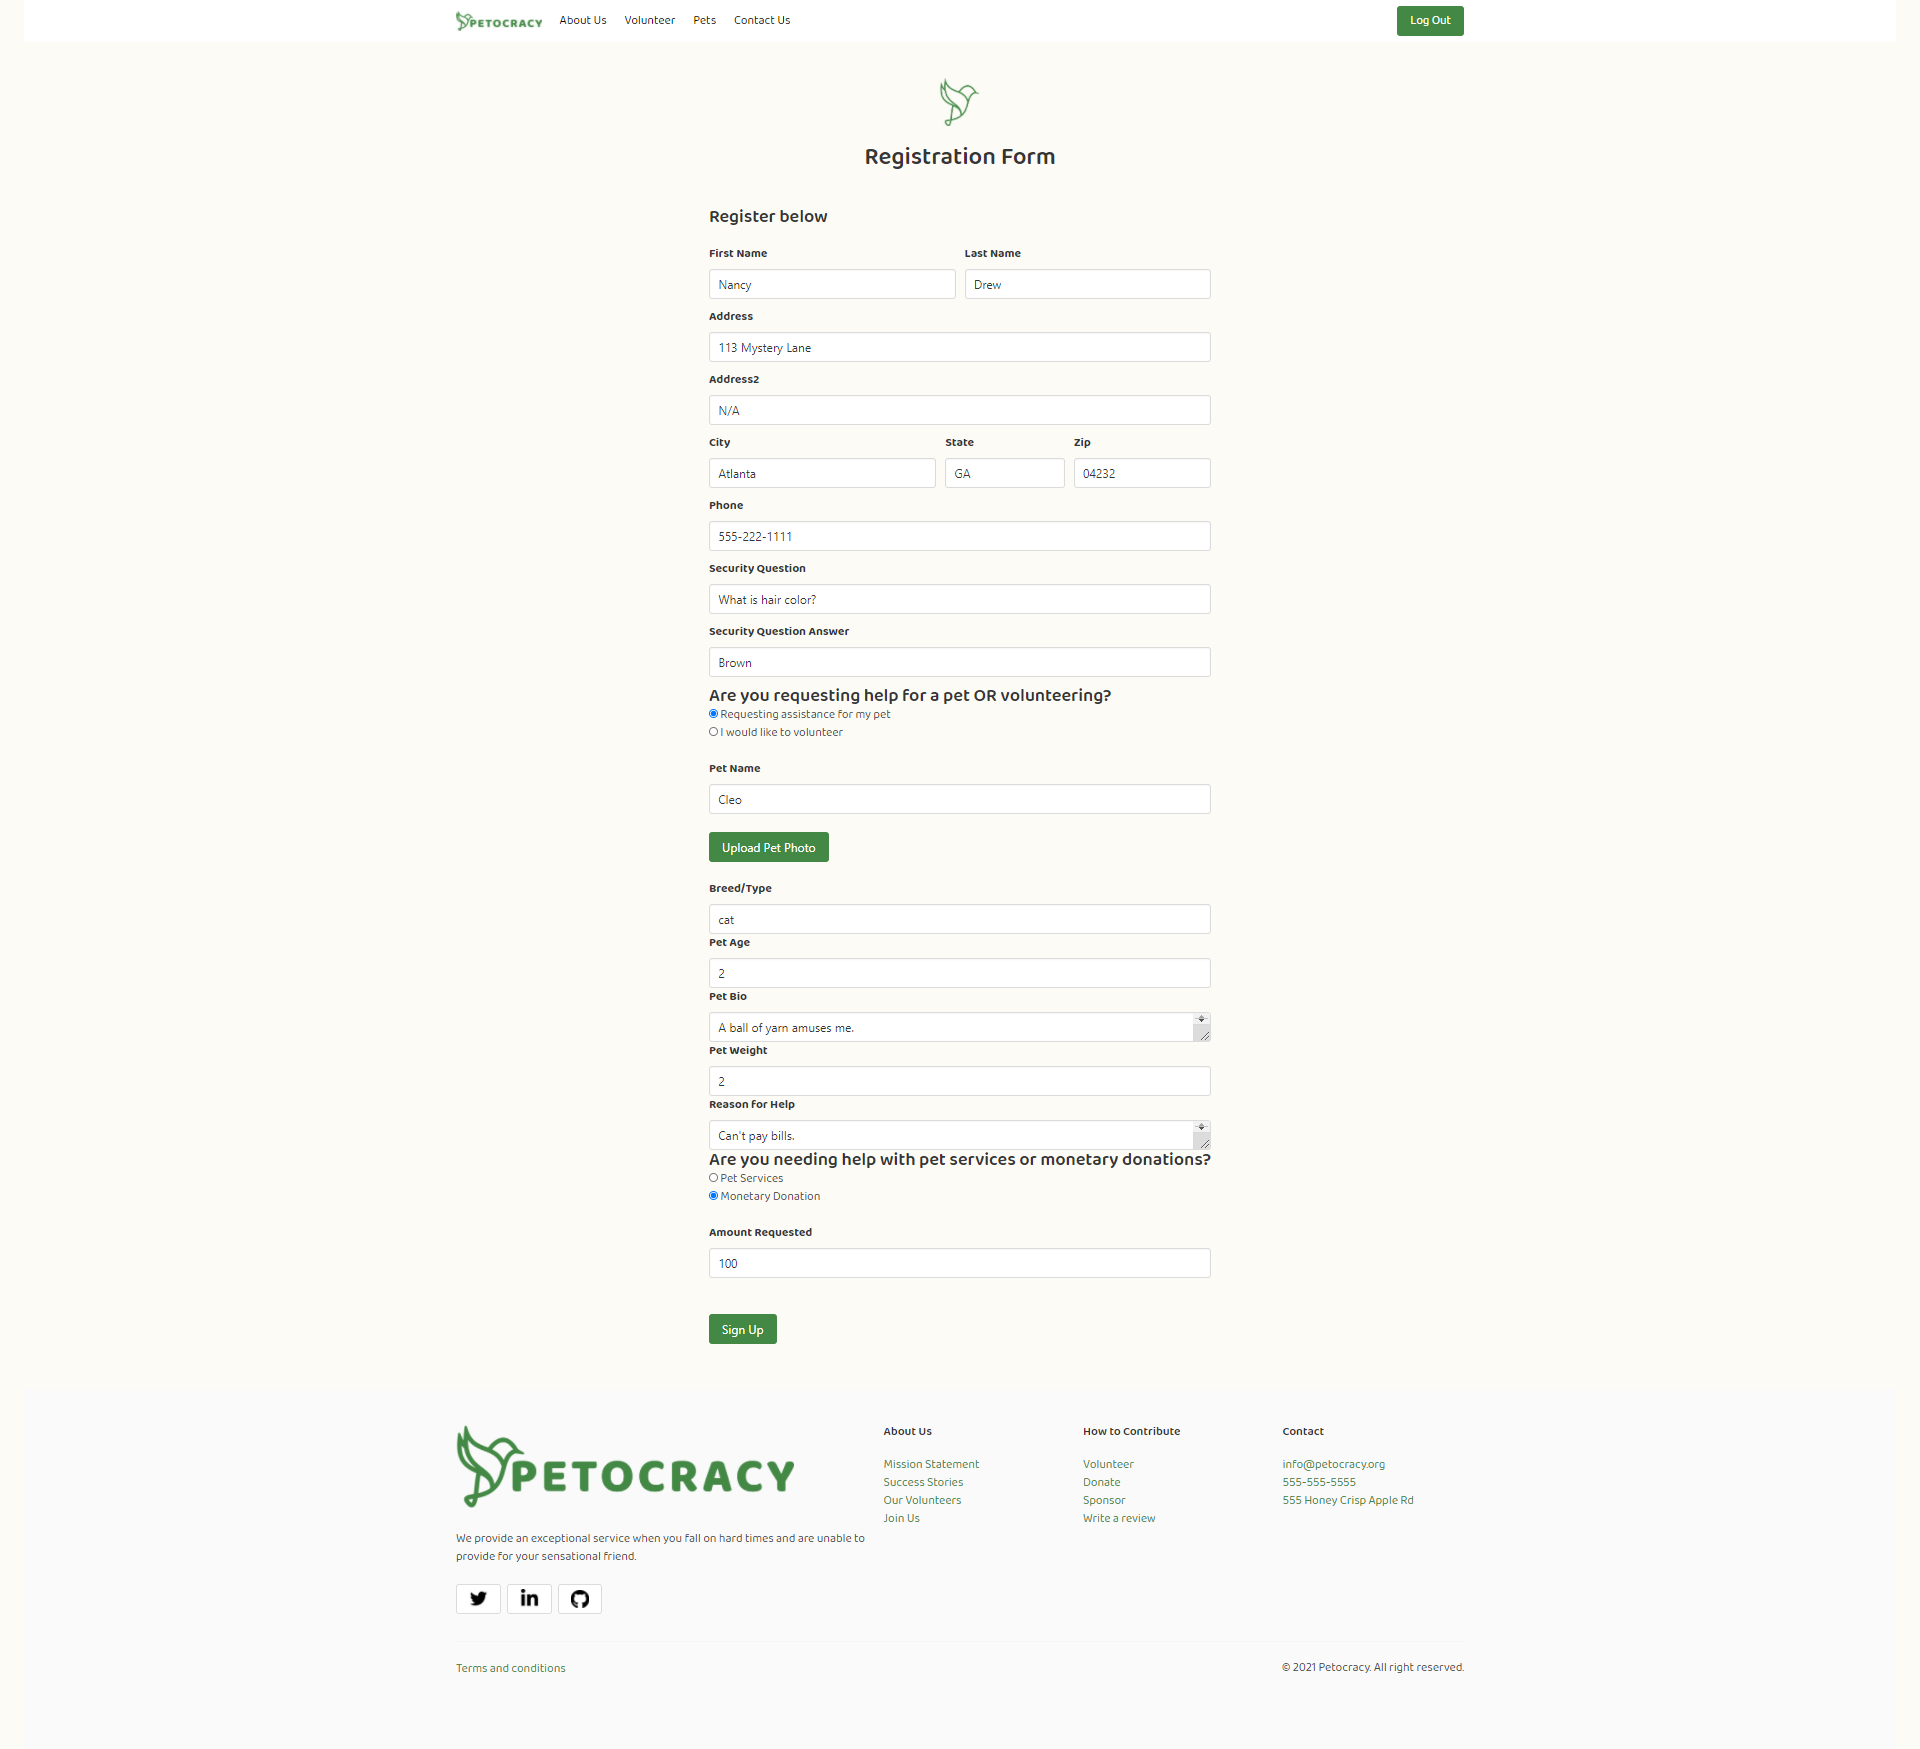 PETOCRACY About Us Volunteer Pets Contact Us Log Out
Registration Form
Register below
First Name Last Name
Nancy Drew
Address
113 Mystery Lane
Address2
N/A
City State Zip
Atlanta GA 04232
Phone
555-222-1111
Security Question
What is hair color?
Security Question Answer
Brown
Are you requesting help for a pet OR volunteering?
Requesting assistance for my pet
I would like to volunteer
Pet Name
Cleo
Upload Pet Photo
Breed/Type
cat
Pet Age
2
Pet Bio
A ball of yarn amuses me.
Pet Weight
2
Reason for Help
Can't pay bills.
Are you needing help with pet services or monetary donations?
Pet Services
Monetary Donation
Amount Requested
100
Sign Up
PETOCRACY
We provide an exceptional service when you fall on hard times and are unable to
provide for your sensational friend.
About Us
Mission Statement
Success Stories
Our Volunteers
Join Us
How to Contribute
Volunteer
Donate
Sponsor
Write a review
Contact
info@petocracy.org
555-555-5555
555 Honey Crisp Apple Rd
in
Terms and conditions
© 2021 Petocracy. All right reserved.